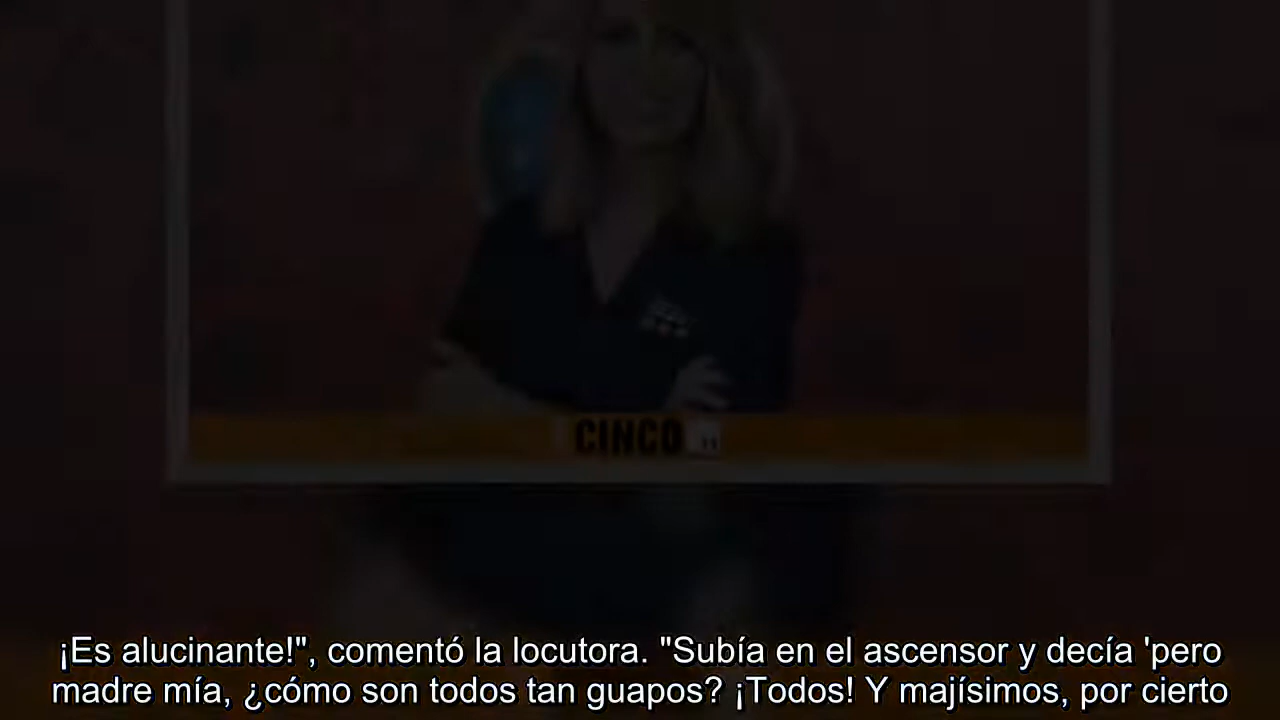 CINCO
¡Es alucinante!", comentó la locutora. "Subía en el ascensor y decía 'pero
madre mía, ¿cómo son todos tan guapos? ¡Todos! Y majísimos, por cierto